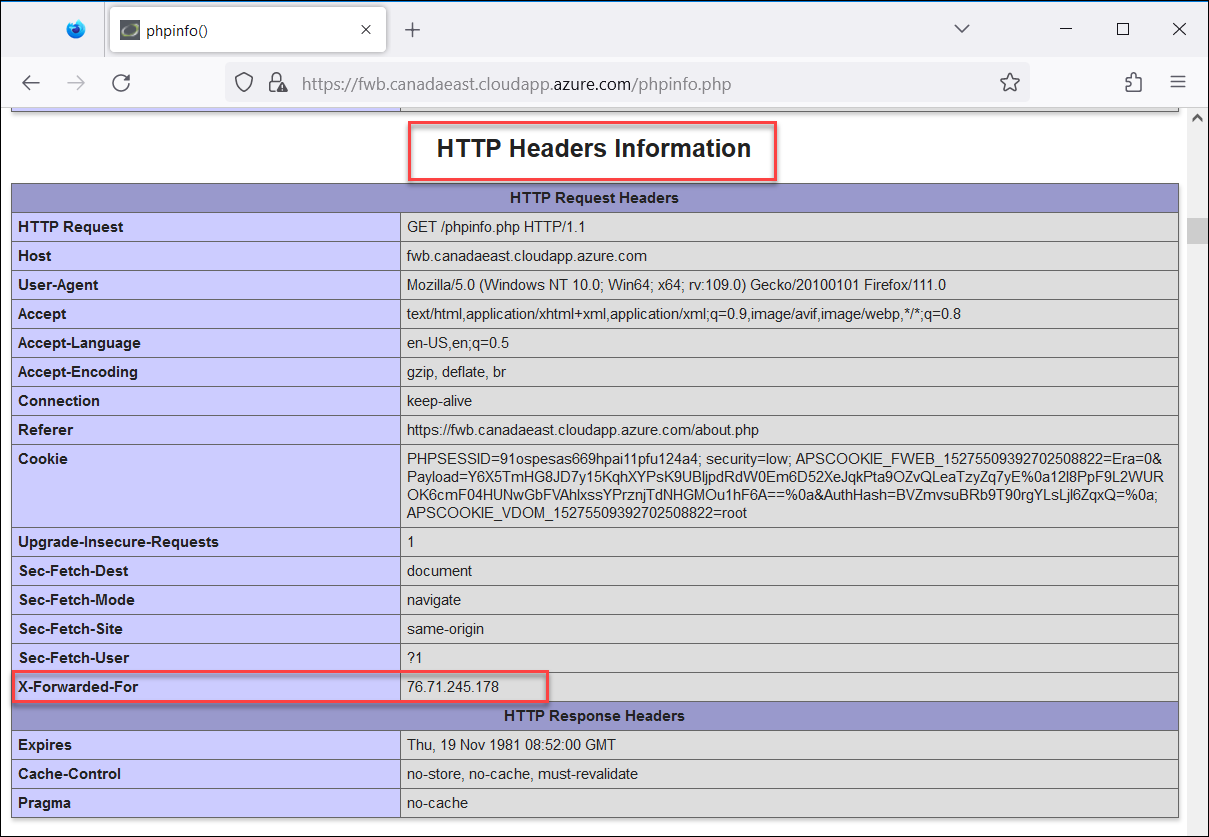 phpinfo()
https://fwb.canadaeast.cloudapp.azure.com/phpinfo.php
HTTP Headers Information
HTTP Request Headers
HTTP Request GET /phpinfo.php HTTP/1.1
Host fwb.canadaeast.cloudapp.azure.com
User-Agent Mozilla/5.0 (Windows NT 10.0; Win64; x64; rv:109.0) Gecko/20100101 Firefox/111.0
Accept text/html,application/xhtml+xml,application/xml;q=0.9,image/avif,image/webp,*/*;q=0.8
Accept-Language en-US,en;q=0.5
Accept-Encoding gzip, deflate, br
Connection keep-alive
Referer https://fwb.canadaeast.cloudapp.azure.com/about.php
Cookie PHPSESSID=91ospesas669hpai11pfu124a4; security=low; APSCOOKIE_FWEB_15275509392702508822=Era=0&
Payload=Y6X5TmHG8JD7y15KqhXYPsK9UBljpdRdW0Em6D52XeJqkPta9OZvQLeaTzyZq7yE%0a12l8PpF9L2WUR
OK6cmF04HUNwGbFVAhlxssYPrznjTdNHGMOu1hF6A==%0a&AuthHash=BVZmvsuBRb9T90rgYLsLjl6ZqxQ=%0a;
APSCOOKIE_VDOM_15275509392702508822=root
Upgrade-Insecure-Requests 1
Sec-Fetch-Dest document
Sec-Fetch-Mode navigate
Sec-Fetch-Site same-origin
Sec-Fetch-User ?1
X-Forwarded-For 76.71.245.178
HTTP Response Headers
Expires Thu, 19 Nov 1981 08:52:00 GMT
Cache-Control no-store, no-cache, must-revalidate
Pragma no-cache